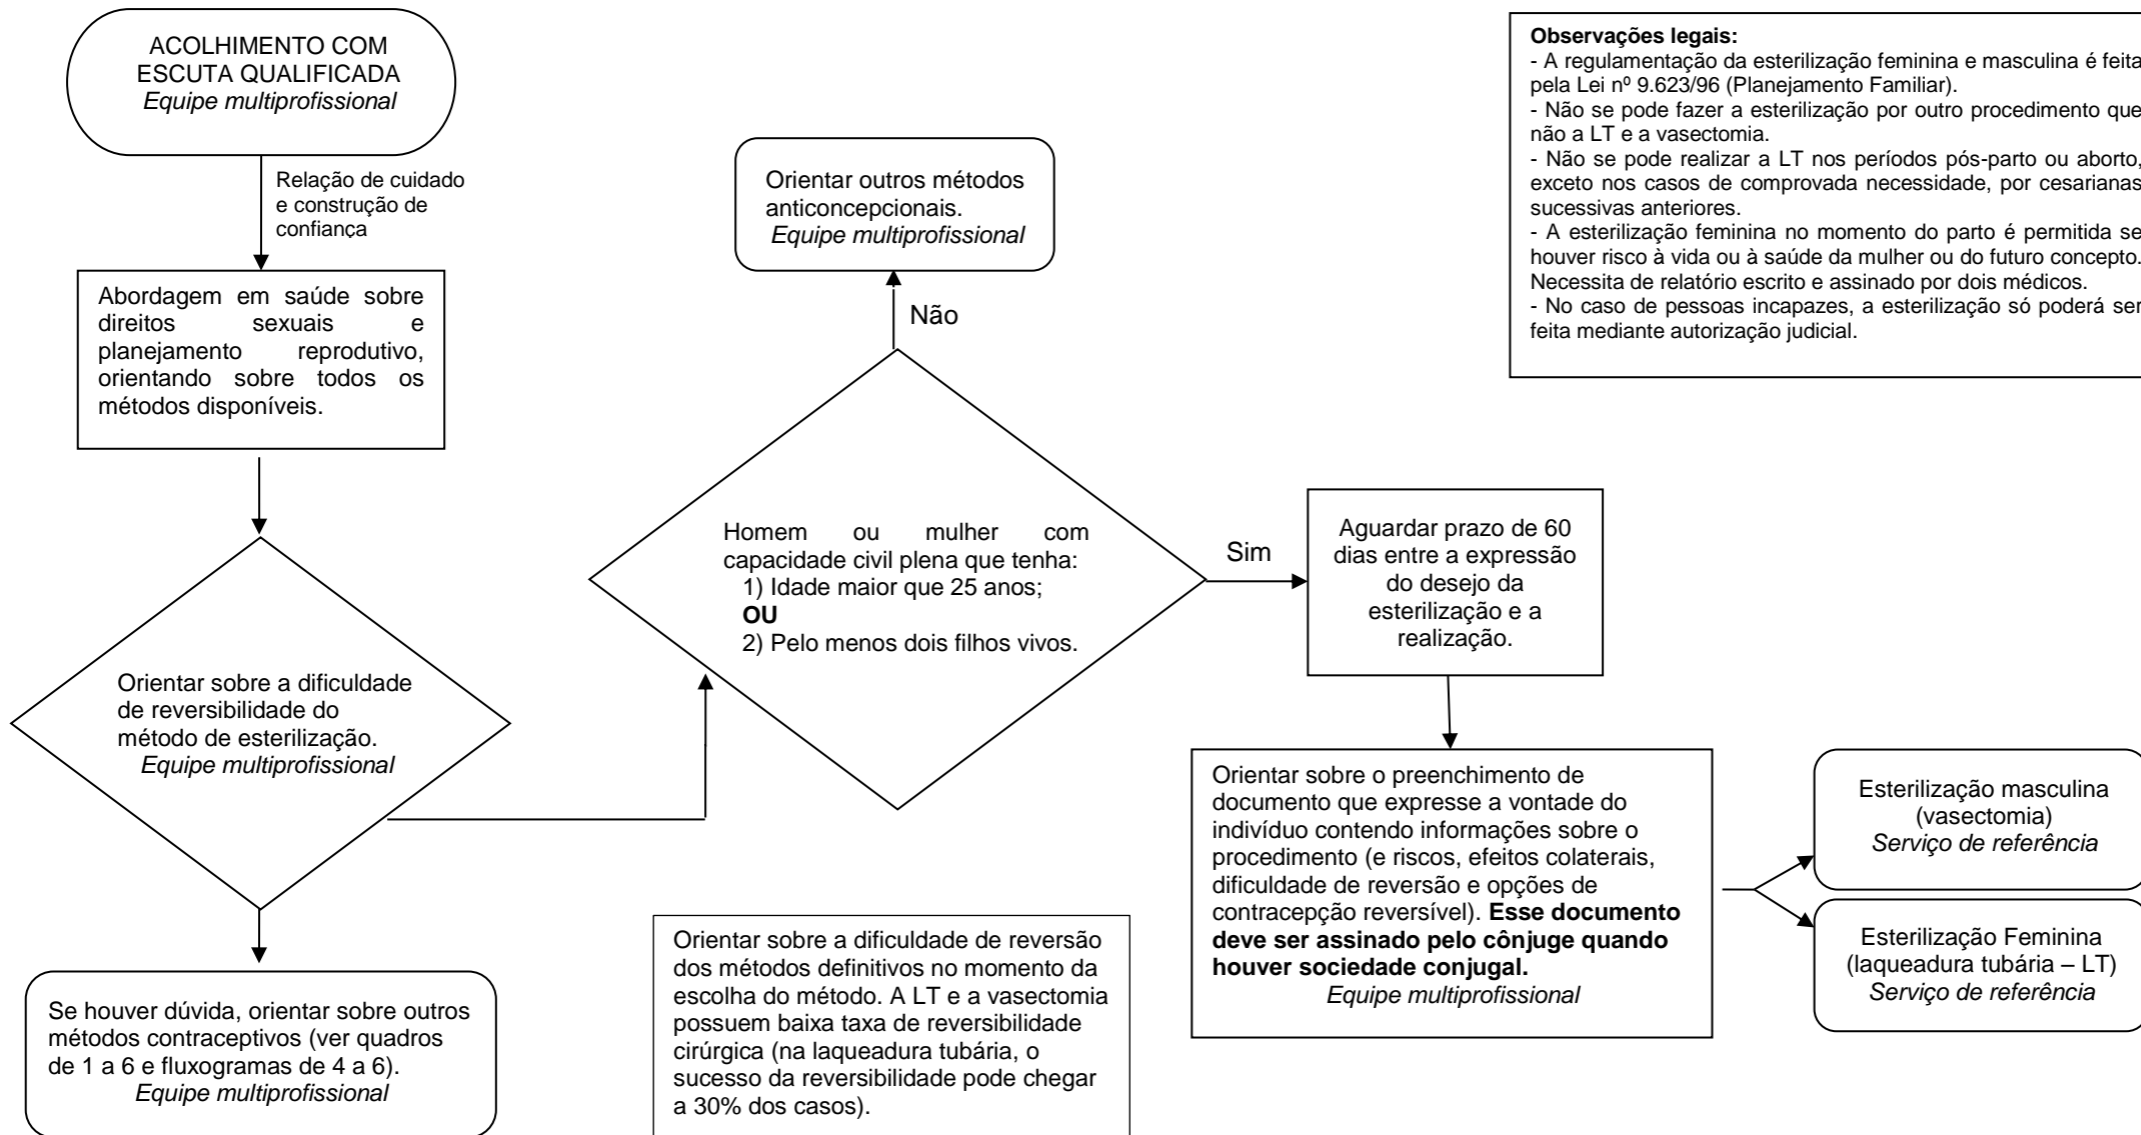 ACOLHIMENTO COM
ESCUTA QUALIFICADA
Equipe multiprofissional
Relação de cuidado
e construção de
confiança
Abordagem em saúde sobre
direitos sexuais e
planejamento reprodutivo,
orientando sobre todos os
métodos disponíveis.
Orientar sobre a dificuldade
de reversibilidade do
método de esterilização.
Equipe multiprofissional
Se houver dúvida, orientar sobre outros
métodos contraceptivos (ver quadros
de 1 a 6 e fluxogramas de 4 a 6).
Equipe multiprofissional
Orientar outros métodos
anticoncepcionais.
Equipe multiprofissional
Não
Homem ou mulher com
capacidade civil plena que tenha:
1) Idade maior que 25 anos;
OU
2) Pelo menos dois filhos vivos.
Sim
Orientar sobre a dificuldade de reversão
dos métodos definitivos no momento da
escolha do método. A LT e a vasectomia
possuem baixa taxa de reversibilidade
cirúrgica (na laqueadura tubária, o
sucesso da reversibilidade pode chegar
a 30% dos casos).
Observações legais:
- A regulamentação da esterilização feminina e masculina é feita
pela Lei nº 9.623/96 (Planejamento Familiar).
- Não se pode fazer a esterilização por outro procedimento que
não a LT e a vasectomia.
- Não se pode realizar a LT nos períodos pós-parto ou aborto,
exceto nos casos de comprovada necessidade, por cesarianas
sucessivas anteriores.
- A esterilização feminina no momento do parto é permitida se
houver risco à vida ou à saúde da mulher ou do futuro concepto.
Necessita de relatório escrito e assinado por dois médicos.
- No caso de pessoas incapazes, a esterilização só poderá ser
feita mediante autorização judicial.
Aguardar prazo de 60
dias entre a expressão
do desejo da
esterilização e a
realização.
Orientar sobre o preenchimento de
documento que expresse a vontade do
indivíduo contendo informações sobre o
procedimento (e riscos, efeitos colaterais,
dificuldade de reversão e opções de
contracepção reversível). Esse documento
deve ser assinado pelo cônjuge quando
houver sociedade conjugal.
Equipe multiprofissional
Esterilização masculina
(vasectomia)
Serviço de referência
Esterilização Feminina
(laqueadura tubária – LT)
Serviço de referência